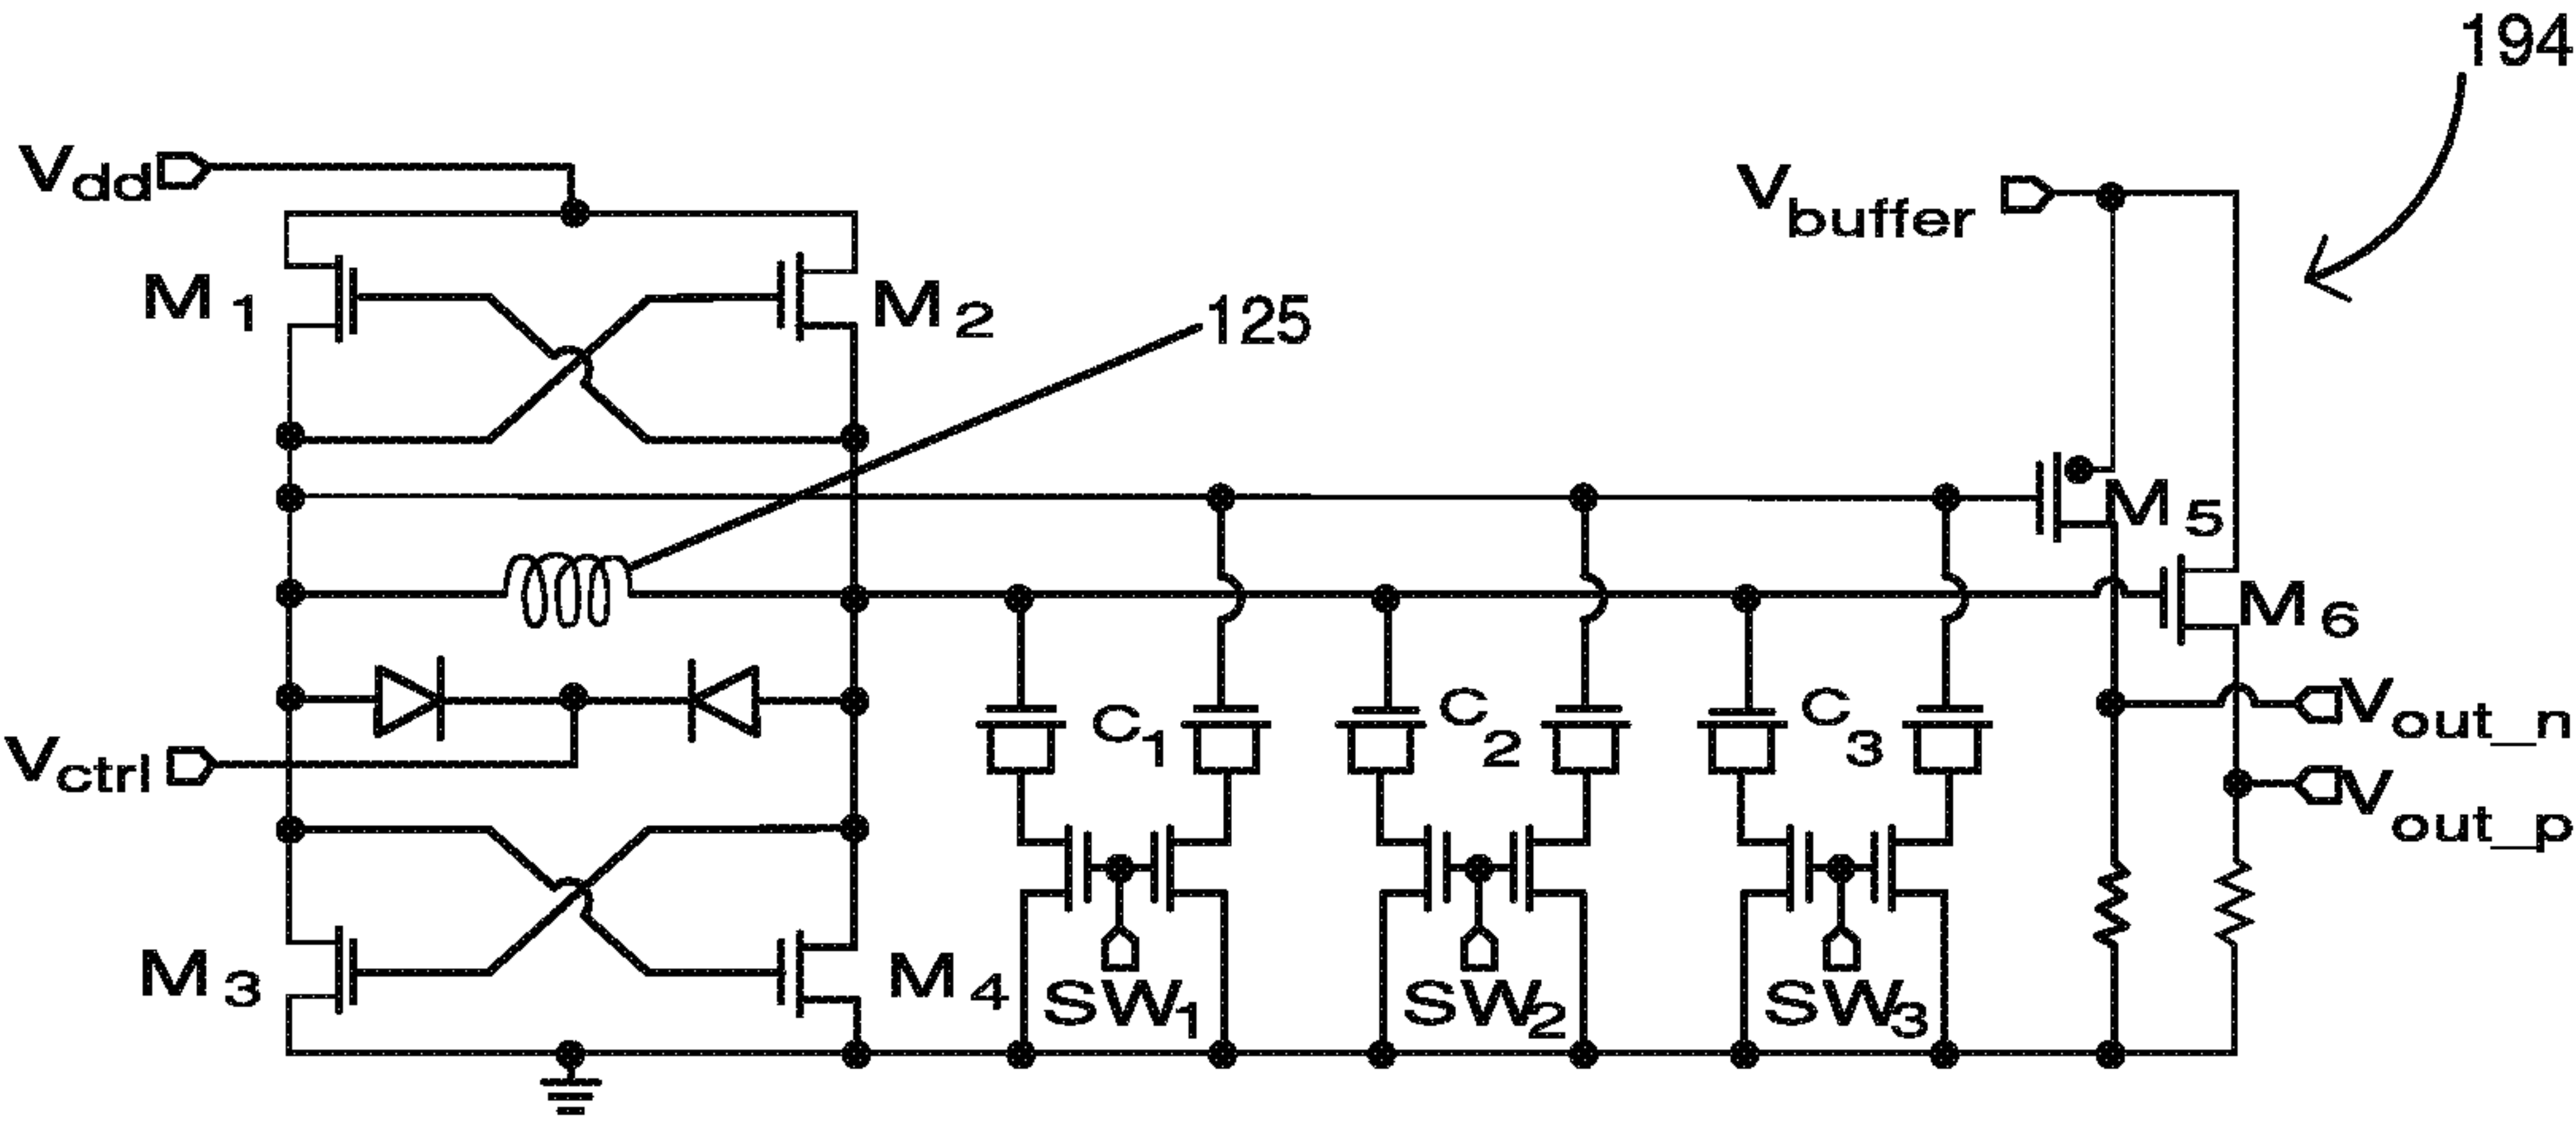 194
Vdd
Vbuffer
M1
M2
125
M5
M6
C1
C2
C3
Vout_n
Vctrl
Vout_p
M3
M4
SW1
SW2
SW3